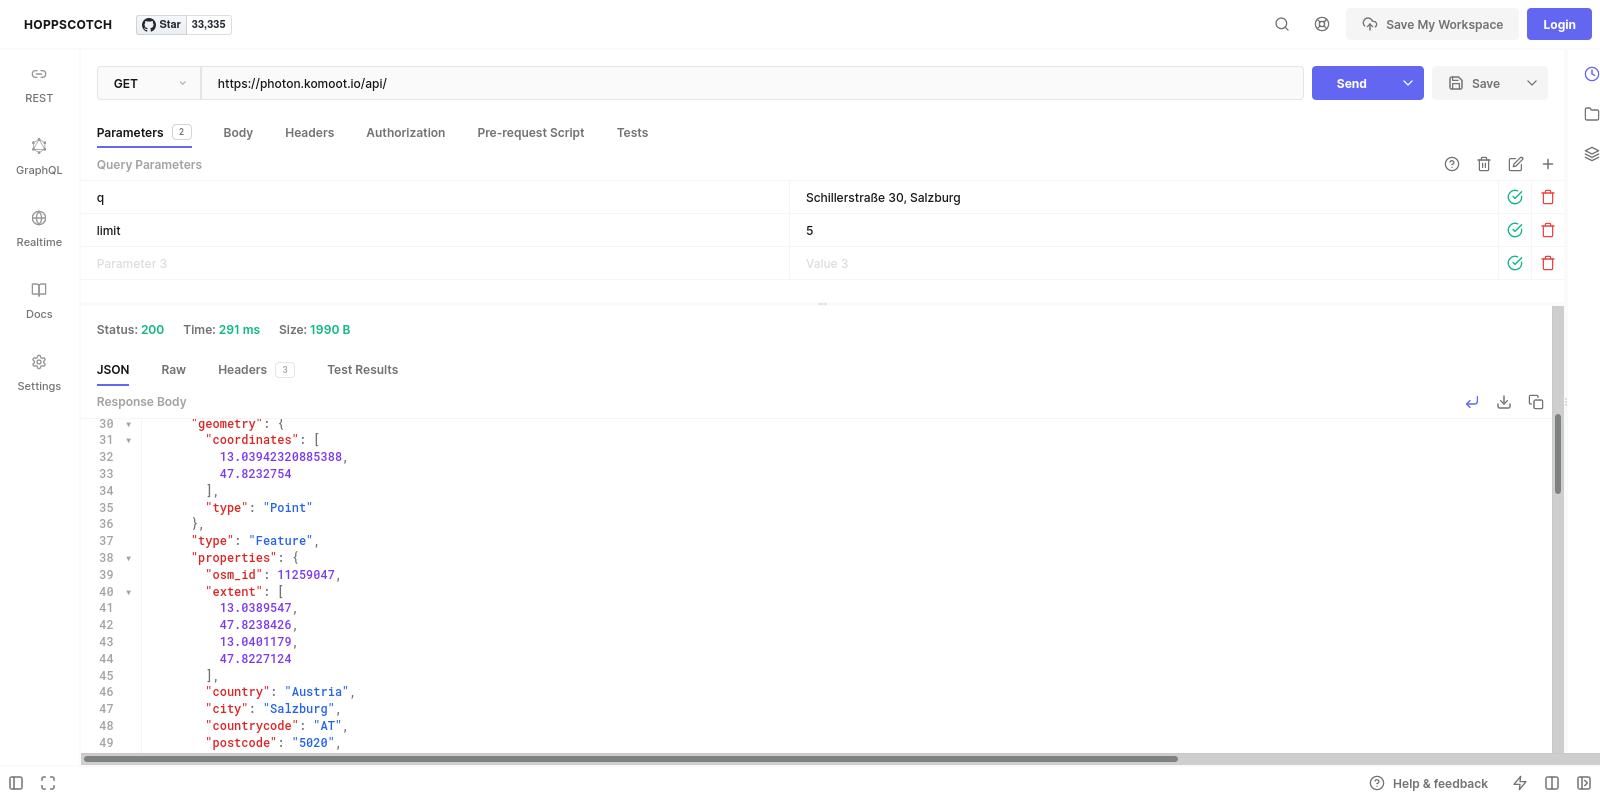 HOPPSCOTCH
Star 33,335
Save My Workspace
Login
REST
GraphQL
Realtime
Docs
Settings
GET https://photon.komoot.io/api/
Send
Save
Parameters 2 Body Headers Authorization Pre-request Script Tests
Query Parameters
q Schillerstraße 30, Salzburg
limit 5
Parameter 3 Value 3
Status: 200 Time: 291 ms Size: 1990 B
JSON Raw Headers 3 Test Results
Response Body
30 "geometry": {
31 "coordinates": [
32 13.03942320885388,
33 47.8232754
34 ],
35 "type": "Point"
36 },
37 "type": "Feature",
38 "properties": {
39 "osm_id": 11259047,
40 "extent": [
41 13.0389547,
42 47.8238426,
43 13.0401179,
44 47.8227124
45 ],
46 "country": "Austria",
47 "city": "Salzburg",
48 "countrycode": "AT",
49 "postcode": "5020",
Help & feedback